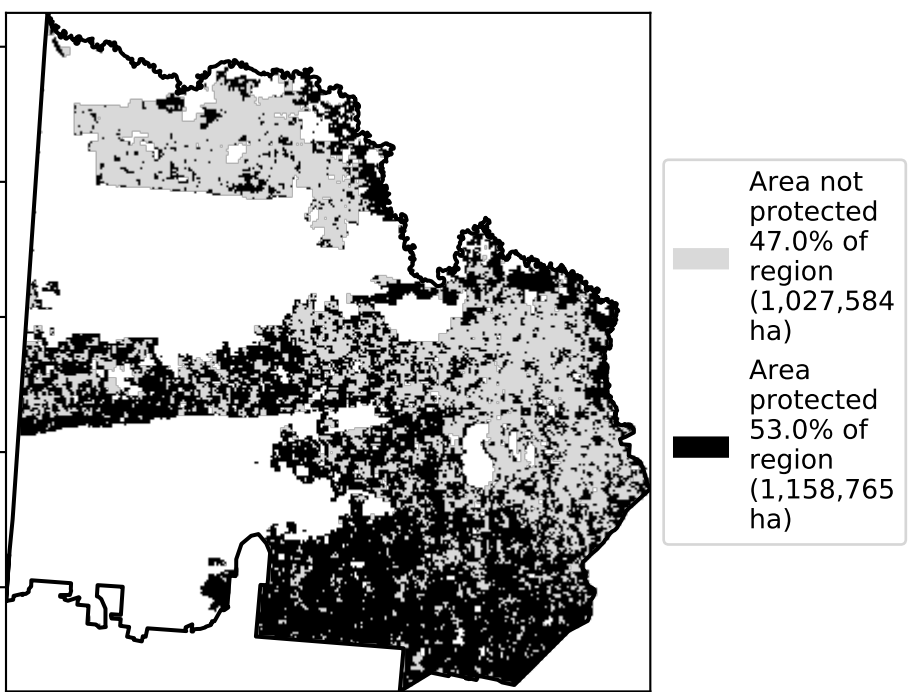 Area not
protected
47.0% of
region
(1,027,584
ha)
Area
protected
53.0% of
region
(1,158,765
ha)